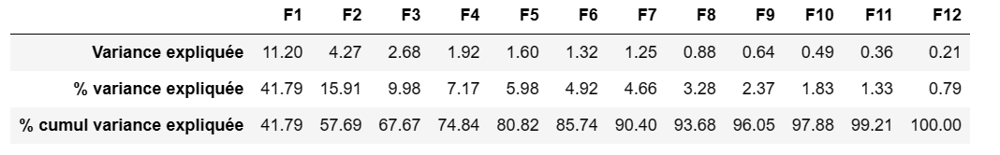 F1 F2 F3 F4 F5 F6 F7 F8 F9 F10 F11 F12
Variance expliquée 11.20 4.27 2.68 1.92 1.60 1.32 1.25 0.88 0.64 0.49 0.36 0.21
% variance expliquée 41.79 15.91 9.98 7.17 5.98 4.92 4.66 3.28 2.37 1.83 1.33 0.79
% cumul variance expliquée 41.79 57.69 67.67 74.84 80.82 85.74 90.40 93.68 96.05 97.88 99.21 100.00